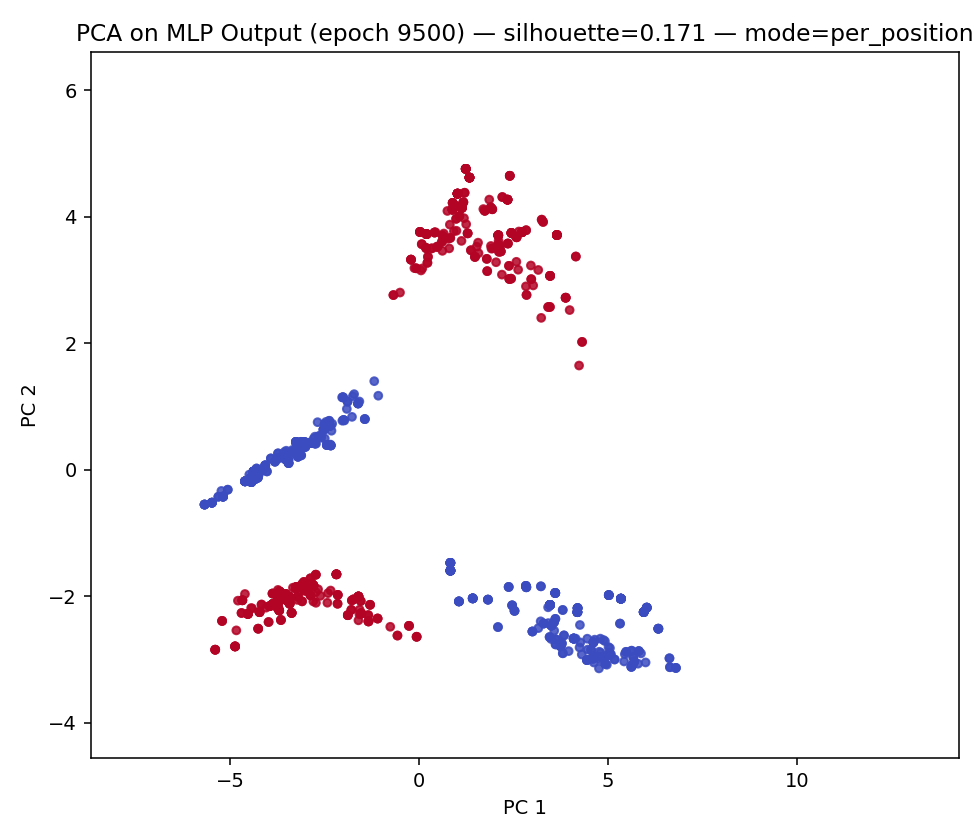 PCA on MLP Output (epoch 9500) — silhouette=0.171 — mode=per_position
6
4
2
0
−2
−4
PC 2
−5 0 5 10
PC 1